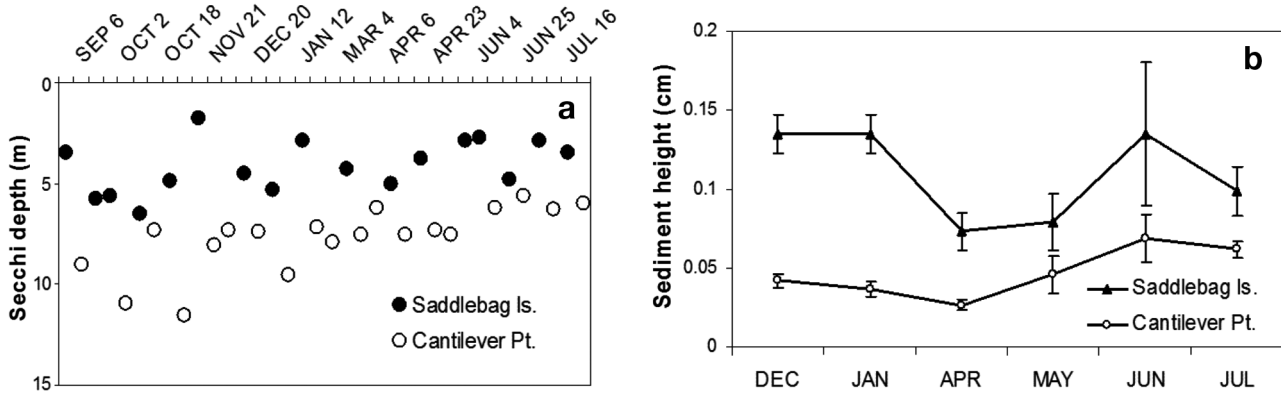 SEP 6
OCT 2
OCT 18
NOV 21
DEC 20
JAN 12
MAR 4
APR 6
APR 23
JUN 4
JUN 25
JUL 16
a
0
5
10
15
Secchi depth (m)
Saddlebag Is.
Cantilever Pt.
b
0.2
0.15
0.1
0.05
0
Sediment height (cm)
Saddlebag Is.
Cantilever Pt.
DEC JAN APR MAY JUN JUL